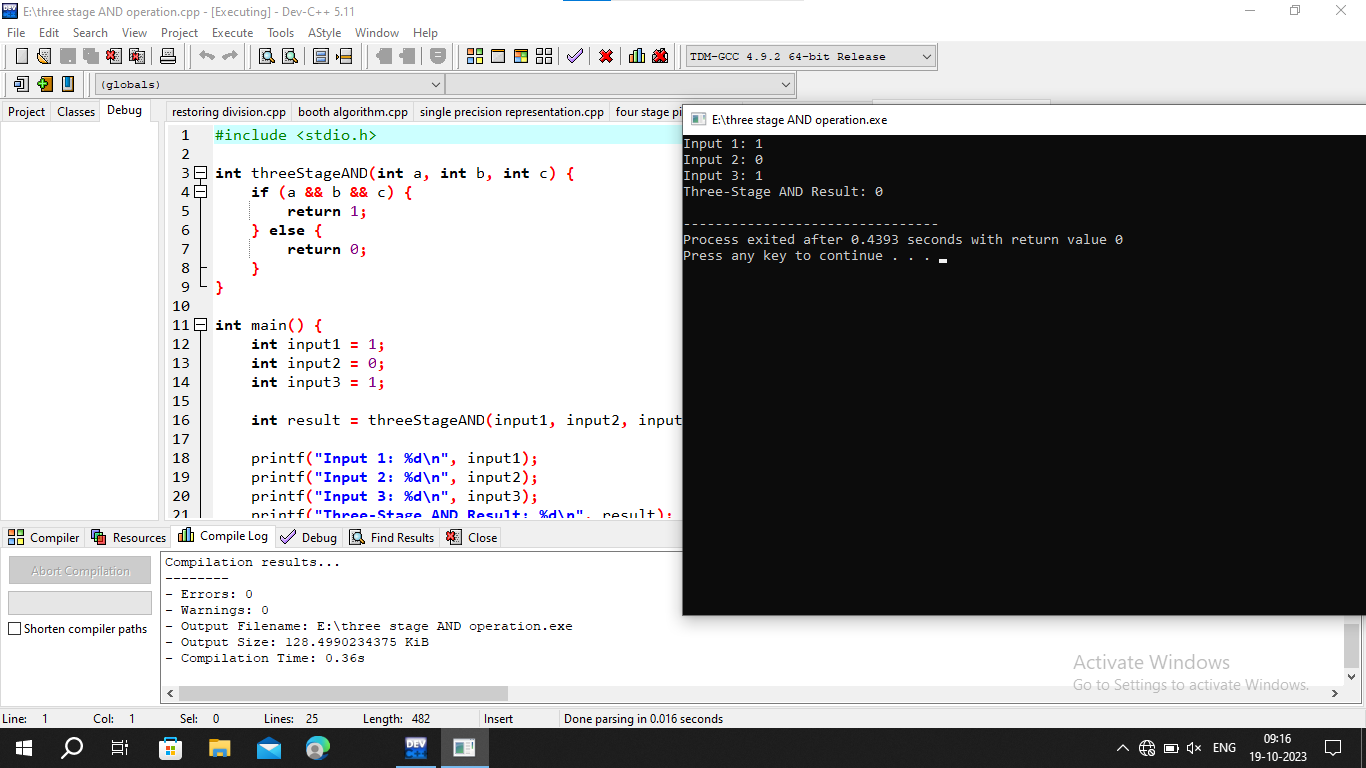 E:\three stage AND operation.cpp - [Executing] - Dev-C++ 5.11
File Edit Search View Project Execute Tools AStyle Window Help
TDM-GCC 4.9.2 64-bit Release
(globals)
Project Classes Debug
restoring division.cpp booth algorithm.cpp single precision representation.cpp four stage pi
1 #include <stdio.h>
2
3 int threeStageAND(int a, int b, int c) {
4 if (a && b && c) {
5 return 1;
6 } else {
7 return 0;
8 }
9 }
10
11 int main() {
12 int input1 = 1;
13 int input2 = 0;
14 int input3 = 1;
15
16 int result = threeStageAND(input1, input2, input
17
18 printf("Input 1: %d\n", input1);
19 printf("Input 2: %d\n", input2);
20 printf("Input 3: %d\n", input3);
21 printf("Three-Stage AND Result: %d\n", result);
E:\three stage AND operation.exe
Input 1: 1
Input 2: 0
Input 3: 1
Three-Stage AND Result: 0
--------------------------------
Process exited after 0.4393 seconds with return value 0
Press any key to continue . . .
Compiler Resources Compile Log Debug Find Results Close
Abort Compilation
Shorten compiler paths
Compilation results...
--------
- Errors: 0
- Warnings: 0
- Output Filename: E:\three stage AND operation.exe
- Output Size: 128.4990234375 KiB
- Compilation Time: 0.36s
Activate Windows
Go to Settings to activate Windows.
Line: 1 Col: 1 Sel: 0 Lines: 25 Length: 482 Insert Done parsing in 0.016 seconds
DEV
ENG
09:16
19-10-2023